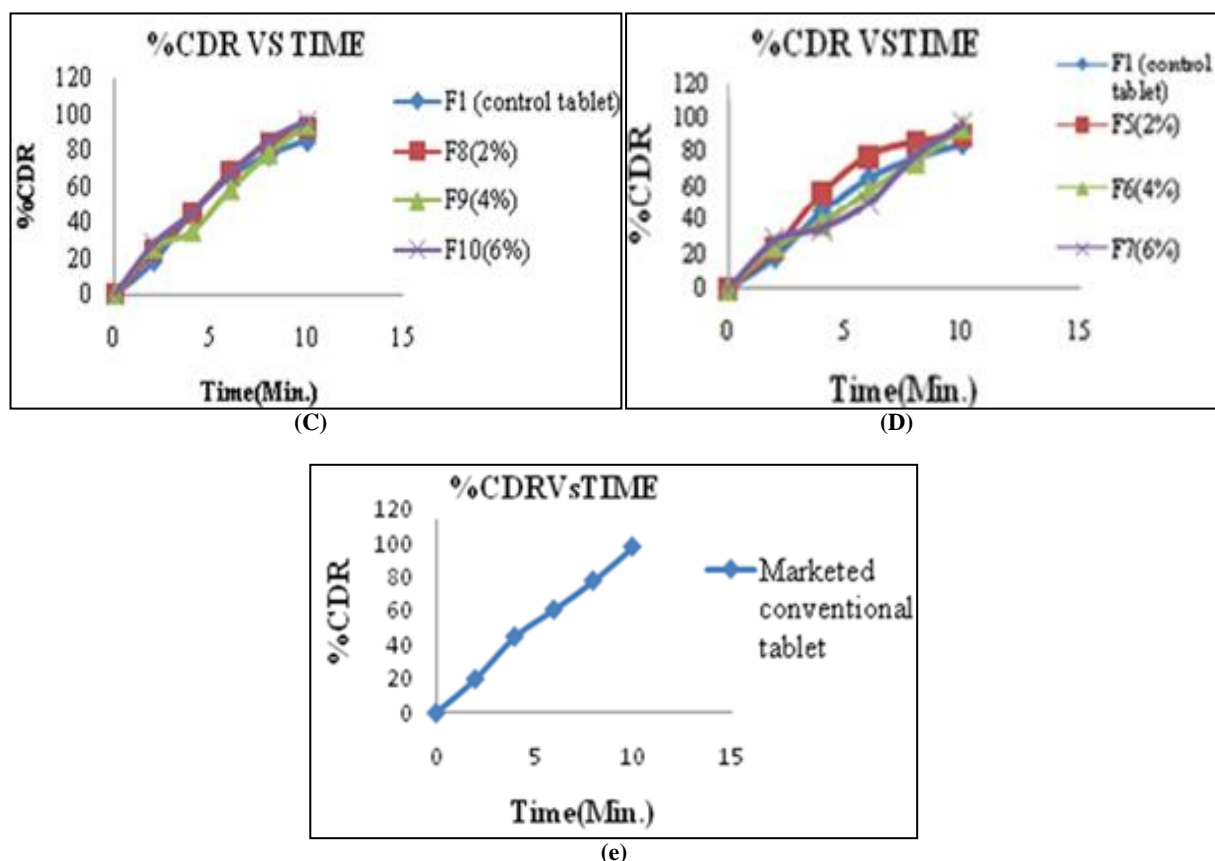 %CDR VS TIME
120
100
80
60
40
20
0
%CDR
0 5 10 15
Time(Min.)
F1 (control tablet)
F8(2%)
F9(4%)
F10(6%)
(C)
%CDR VSTIME
120
100
80
60
40
20
0
%CDR
0 5 10 15
Time(Min.)
F1 (control
tablet)
F5(2%)
F6(4%)
F7(6%)
(D)
%CDRVsTIME
120
100
80
60
40
20
0
%CDR
0 5 10 15
Time(Min.)
Marketed
conventional
tablet
(e)